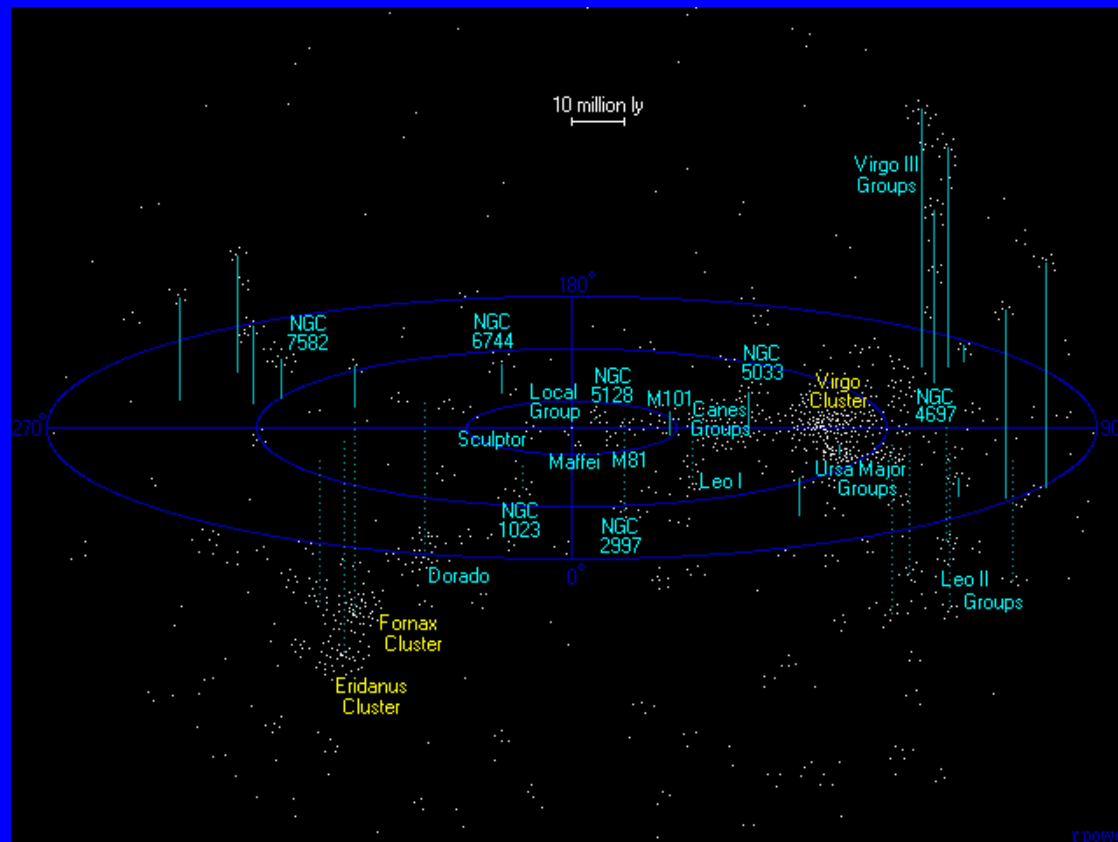 10 million ly
Virgo III
Groups
180°
NGC
7582
NGC
6744
NGC
5033
NGC
5128
Virgo
Cluster
Local
Group
M101
Canes
Groups
NGC
4697
270°
90
Sculptor
Maffei
M81
Leo I
Ursa Major
Groups
NGC
1023
NGC
2997
Dorado
0°
Leo II
Groups
Fornax
Cluster
Eridanus
Cluster